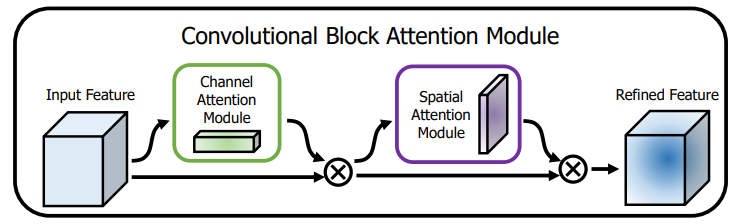 Convolutional Block Attention Module
Input Feature
Channel
Attention
Module
Spatial
Attention
Module
Refined Feature